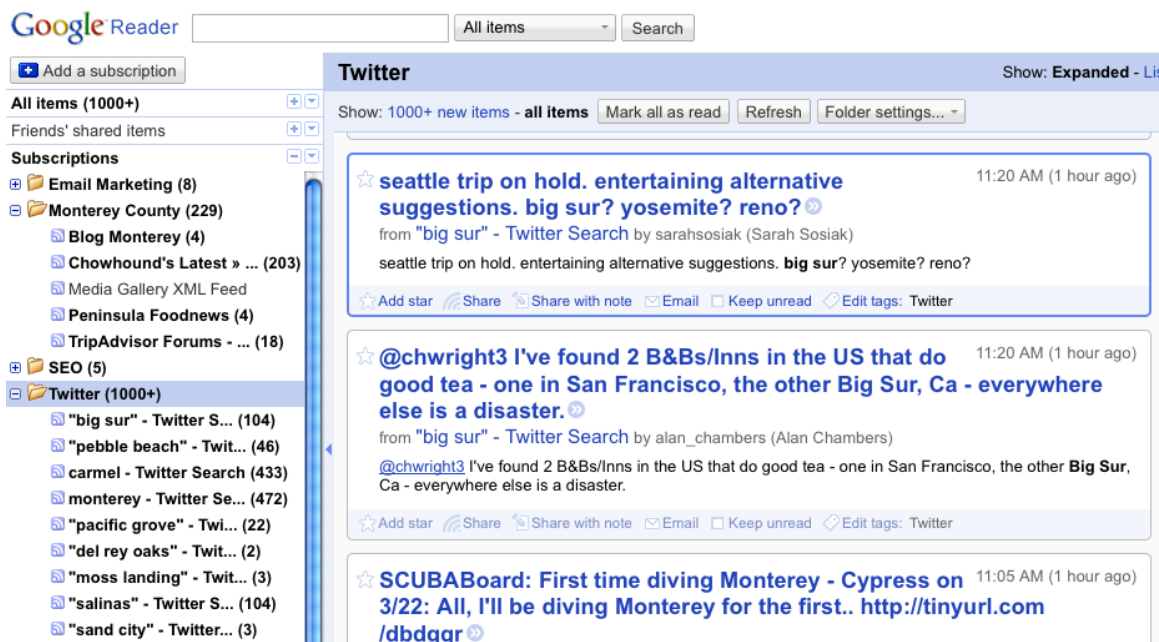 Google Reader
All items
Search
Add a subscription
All items (1000+)
Friends' shared items
Subscriptions
Email Marketing (8)
Monterey County (229)
Blog Monterey (4)
Chowhound's Latest » ... (203)
Media Gallery XML Feed
Peninsula Foodnews (4)
TripAdvisor Forums - ... (18)
SEO (5)
Twitter (1000+)
"big sur" - Twitter S... (104)
"pebble beach" - Twit... (46)
carmel - Twitter Search (433)
monterey - Twitter Se... (472)
"pacific grove" - Twi... (22)
"del rey oaks" - Twit... (2)
"moss landing" - Twit... (3)
"salinas" - Twitter S... (104)
"sand city" - Twitter... (3)
Twitter
Show: Expanded - Lis
Show: 1000+ new items - all items Mark all as read Refresh Folder settings...
seattle trip on hold. entertaining alternative 11:20 AM (1 hour ago)
suggestions. big sur? yosemite? reno?
from "big sur" - Twitter Search by sarahsosiak (Sarah Sosiak)
seattle trip on hold. entertaining alternative suggestions. big sur? yosemite? reno?
Add star Share Share with note Email Keep unread Edit tags: Twitter
@chwright3 I've found 2 B&Bs/Inns in the US that do 11:20 AM (1 hour ago)
good tea - one in San Francisco, the other Big Sur, Ca - everywhere
else is a disaster.
from "big sur" - Twitter Search by alan_chambers (Alan Chambers)
@chwright3 I've found 2 B&Bs/Inns in the US that do good tea - one in San Francisco, the other Big Sur,
Ca - everywhere else is a disaster.
Add star Share Share with note Email Keep unread Edit tags: Twitter
SCUBABoard: First time diving Monterey - Cypress on 11:05 AM (1 hour ago)
3/22: All, I'll be diving Monterey for the first.. http://tinyurl.com
/dbdgqr